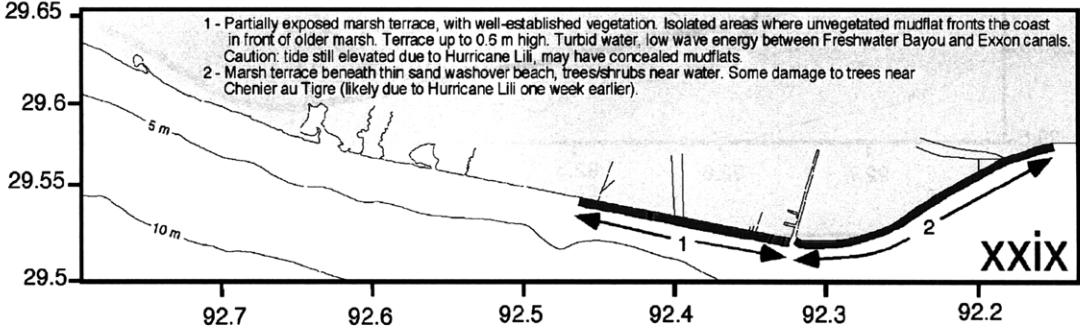 29.65
1 - Partially exposed marsh terrace, with well-established vegetation. Isolated areas where unvegetated mudflat fronts the coast
in front of older marsh. Terrace up to 0.6 m high. Turbid water, low wave energy between Freshwater Bayou and Exxon canals.
Caution: tide still elevated due to Hurricane Lili, may have concealed mudflats.
2 - Marsh terrace beneath thin sand washover beach, trees/shrubs near water. Some damage to trees near
Chenier au Tigre (likely due to Hurricane Lili one week earlier).
29.6
5 m
29.55
10 m
1
2
xxix
29.5
92.7 92.6 92.5 92.4 92.3 92.2